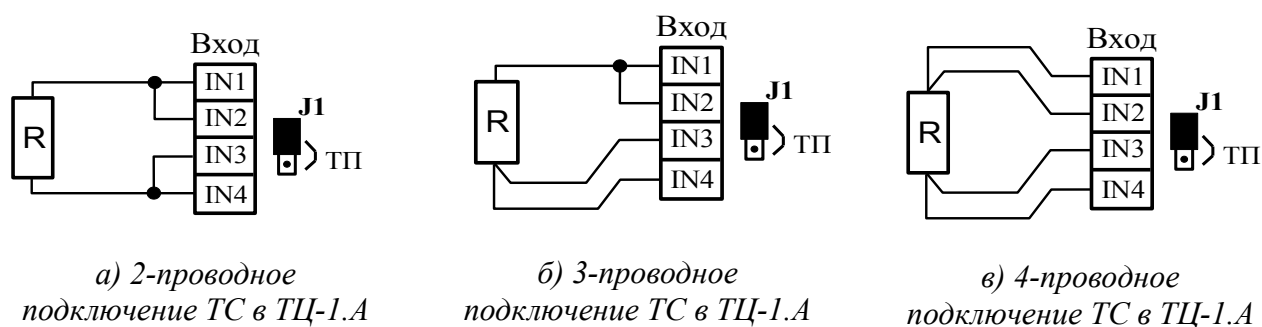 Вход
IN1
IN2
IN3
IN4
R
J1
ТП
а) 2-проводное
подключение ТС в ТЦ-1.А
Вход
IN1
IN2
IN3
IN4
R
J1
ТП
б) 3-проводное
подключение ТС в ТЦ-1.А
Вход
IN1
IN2
IN3
IN4
R
J1
ТП
в) 4-проводное
подключение ТС в ТЦ-1.А